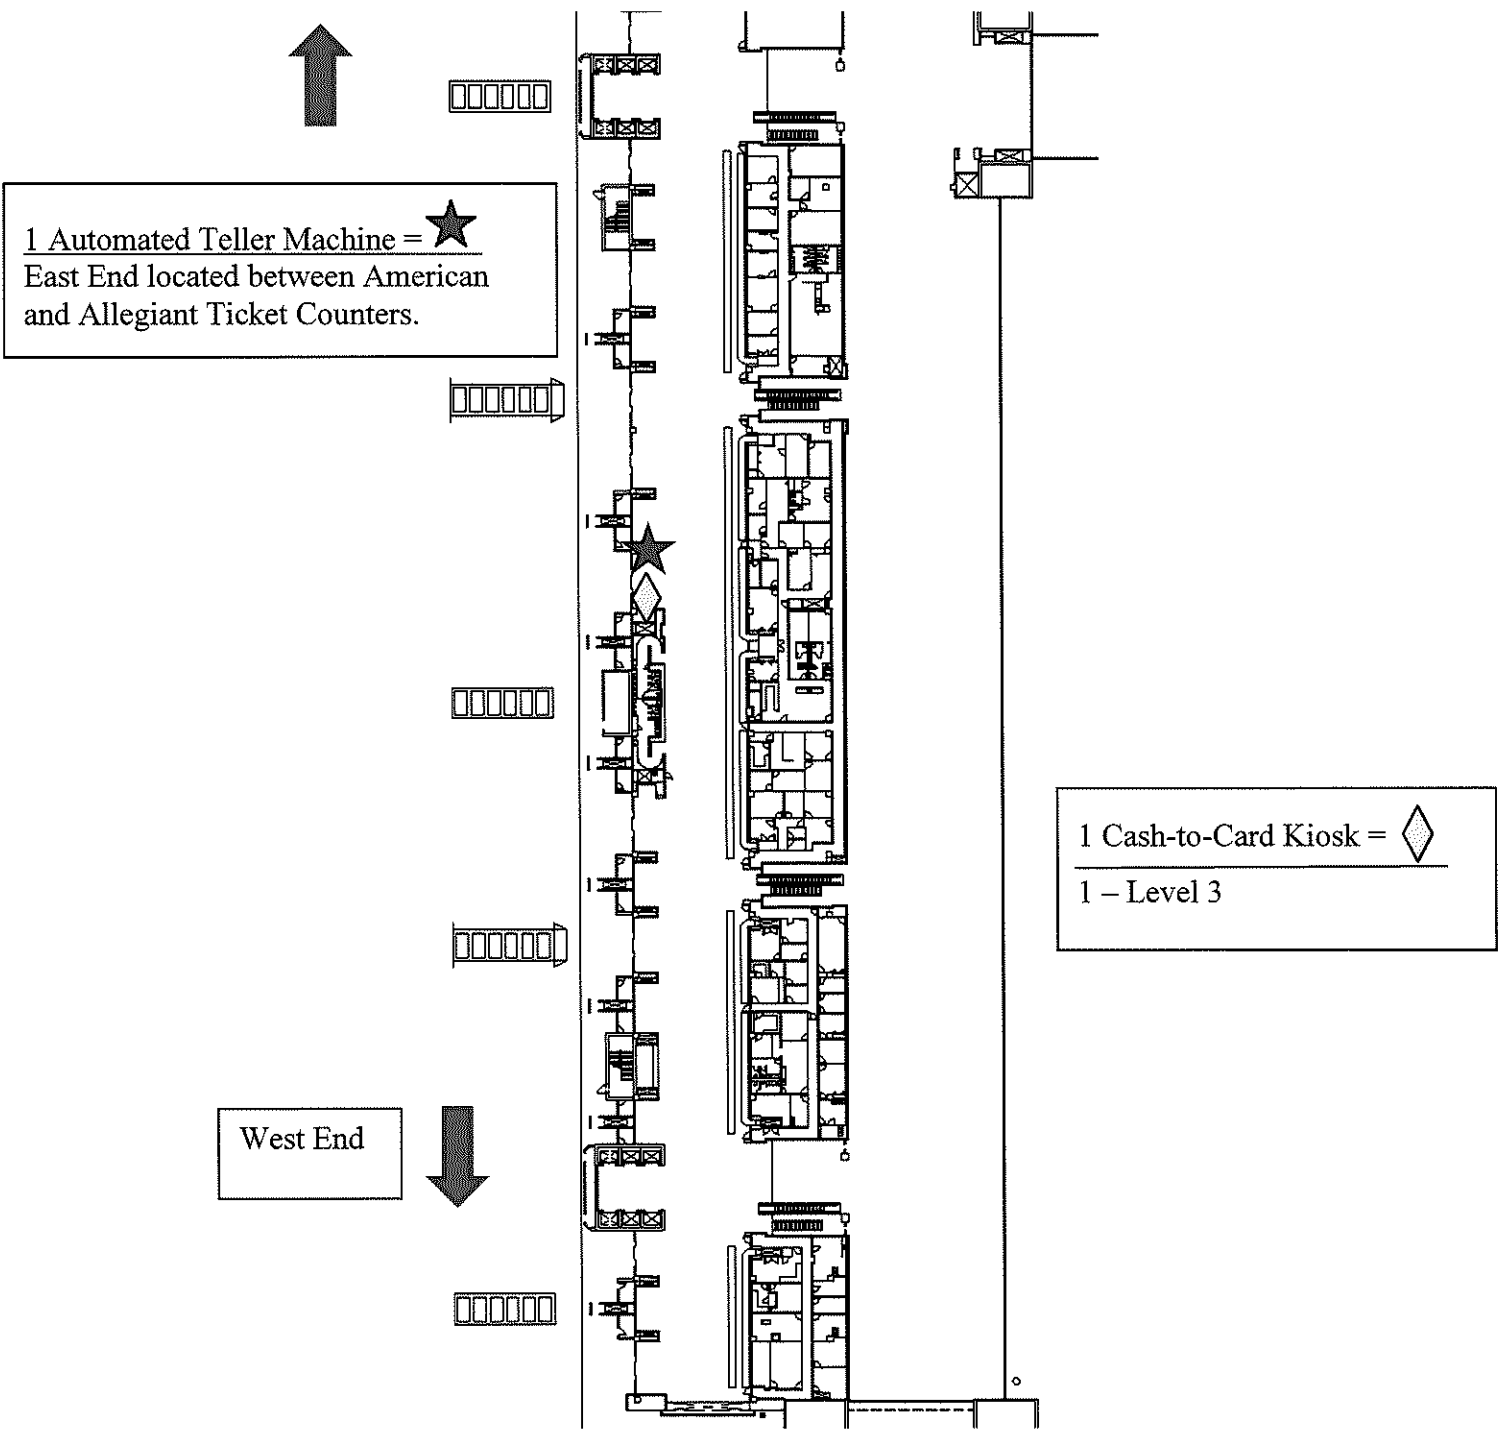 1 Automated Teller Machine =
East End located between American
and Allegiant Ticket Counters.
1 Cash-to-Card Kiosk =
1 – Level 3
West End